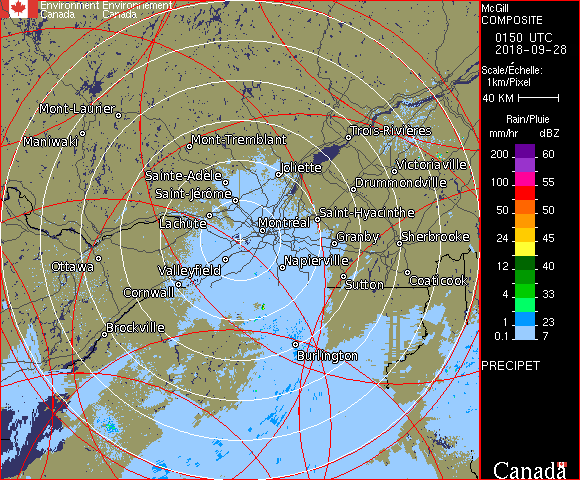 Environment Environnement
Canada Canada
McGill
COMPOSITE
0150 UTC
2018-09-28
Scale/Échelle:
1km/Pixel
40 KM
Rain/Pluie
mm/hr dBZ
200 60
60
100 55
50 50
24 45
12 40
4 33
1 23
0.1 7
PRECIPET
Canada
Mont-Laurier
Maniwaki
Mont-Tremblant
Trois-Rivières
Sainte-Adèle
Joliette
Victoriaville
Saint-Jérôme
Drummondville
Lachute
Montréal
Saint-Hyacinthe
Granby
Sherbrooke
Ottawa
Valleyfield
Napierville
Cornwall
Sutton
Coaticook
Brockville
Burlington